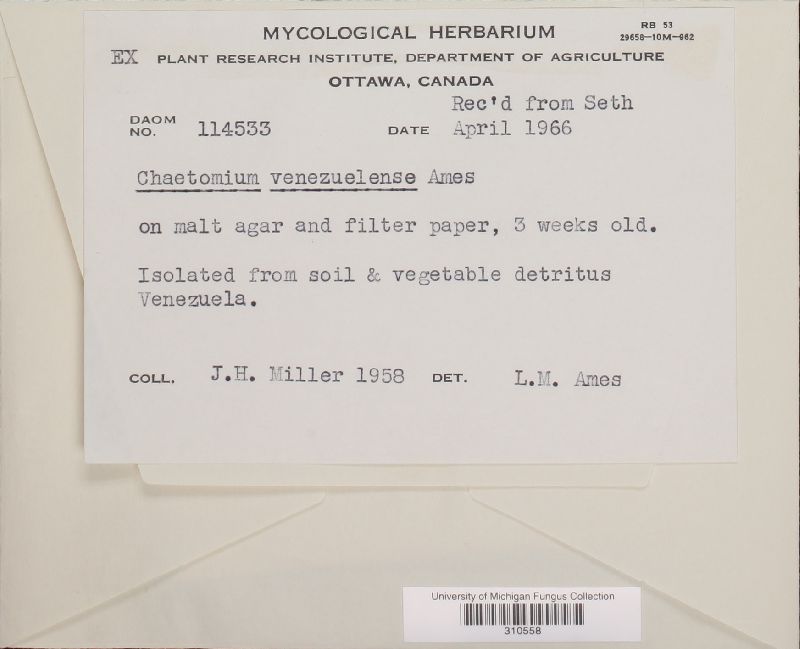 MYCOLOGICAL HERBARIUM
RB 53
29658—10M—962
EX PLANT RESEARCH INSTITUTE, DEPARTMENT OF AGRICULTURE
OTTAWA, CANADA
Rec'd from Seth
DAOM NO. 114533 DATE April 1966
Chaetomium venezuelense Ames
on malt agar and filter paper, 3 weeks old.
Isolated from soil & vegetable detritus
Venezuela.
COLL. J.H. Miller 1958 DET. L.M. Ames
University of Michigan Fungus Collection
310558